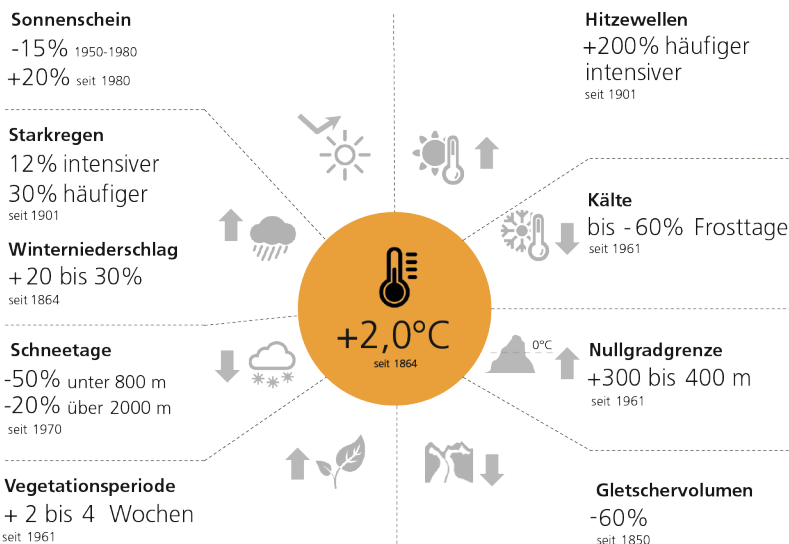 Sonnenschein
-15% 1950-1980
+20% seit 1980
Starkregen
12% intensiver
30% häufiger
seit 1901
Winterniederschlag
+20 bis 30%
seit 1864
Schneetage
-50% unter 800 m
-20% über 2000 m
seit 1970
Vegetationsperiode
+ 2 bis 4 Wochen
seit 1961
+2,0°C
seit 1864
Hitzewellen
+200% häufiger
intensiver
seit 1901
Kälte
bis -60% Frosttage
seit 1961
0°C
Nullgradgrenze
+300 bis 400 m
seit 1961
Gletschervolumen
-60%
seit 1850